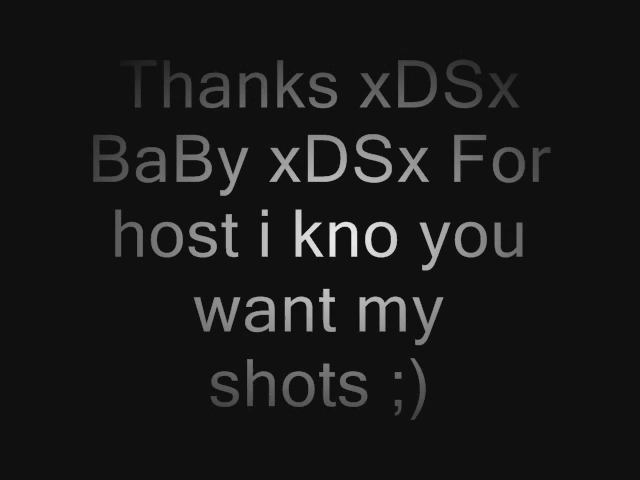 Thanks xDSx
BaBy xDSx For
host i kno you
want my
shots ;)